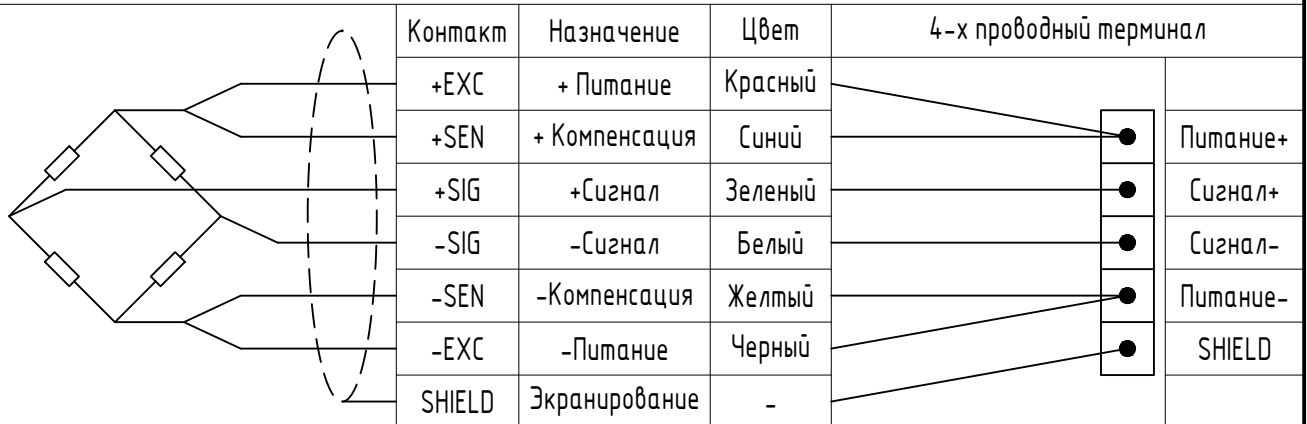 Контакт Назначение Цвет 4-х проводный терминал
+EXC + Питание Красный
+SEN + Компенсация Синий Питание+
+SIG +Сигнал Зеленый Сигнал+
-SIG -Сигнал Белый Сигнал-
-SEN -Компенсация Желтый Питание-
-EXC -Питание Черный SHIELD
SHIELD Экранирование -